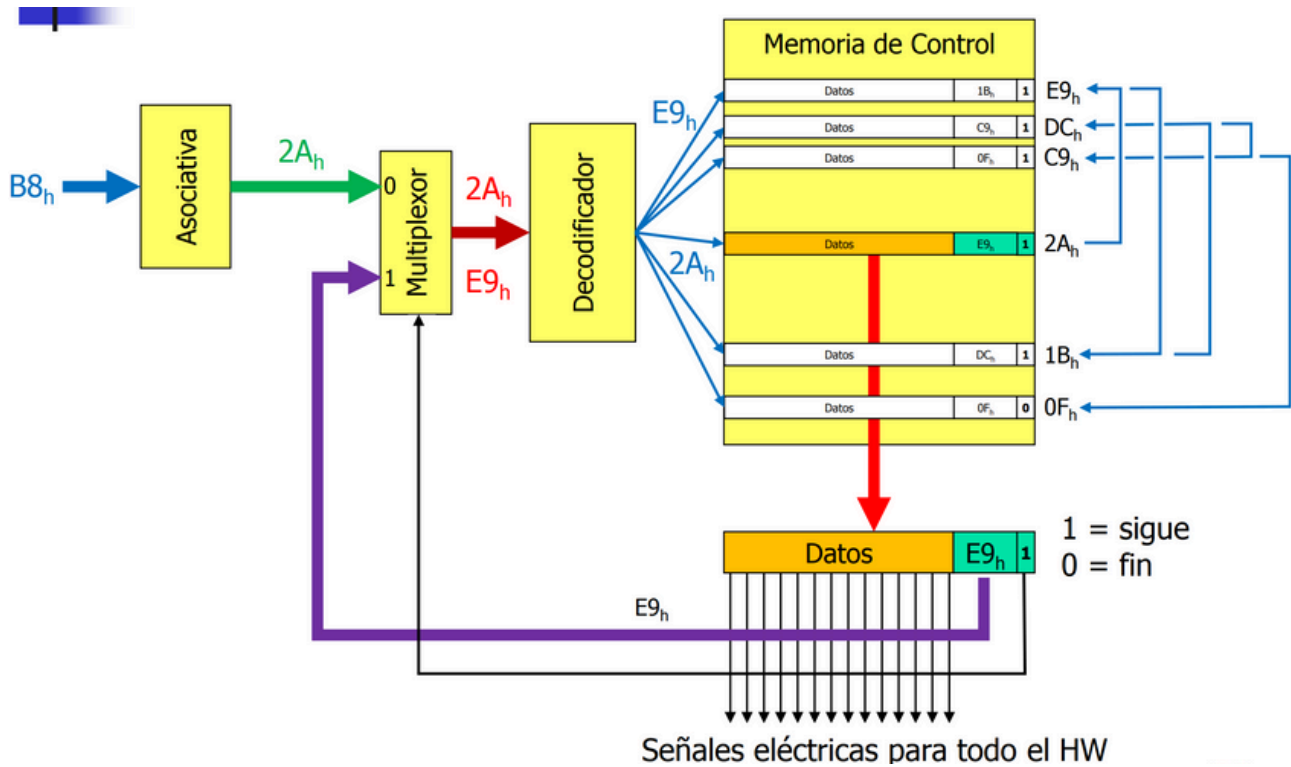 Memoria de Control
Datos 1Bh 1 E9h
Datos C9h 1 DCh
Datos 0Fh 1 C9h
Datos E9h 1 2Ah
Datos DCh 1 1Bh
Datos 0Fh 0 0Fh
B8h
Asociativa
2Ah
0
1
Multiplexor
2Ah
E9h
Decodificador
E9h
2Ah
Datos E9h 1
1 = sigue
0 = fin
E9h
Señales eléctricas para todo el HW